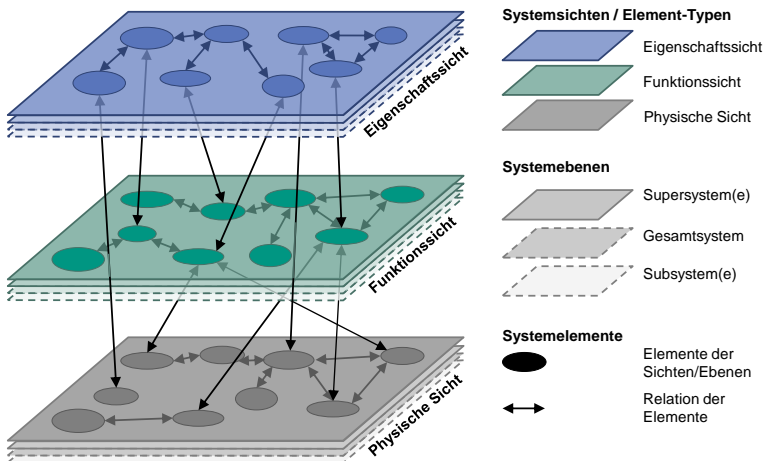 Eigenschaftssicht
Funktionssicht
Physische Sicht
Systemsichten / Element-Typen
Eigenschaftssicht
Funktionssicht
Physische Sicht
Systemebenen
Supersystem(e)
Gesamtsystem
Subsystem(e)
Systemelemente
Elemente der
Sichten/Ebenen
Relation der
Elemente